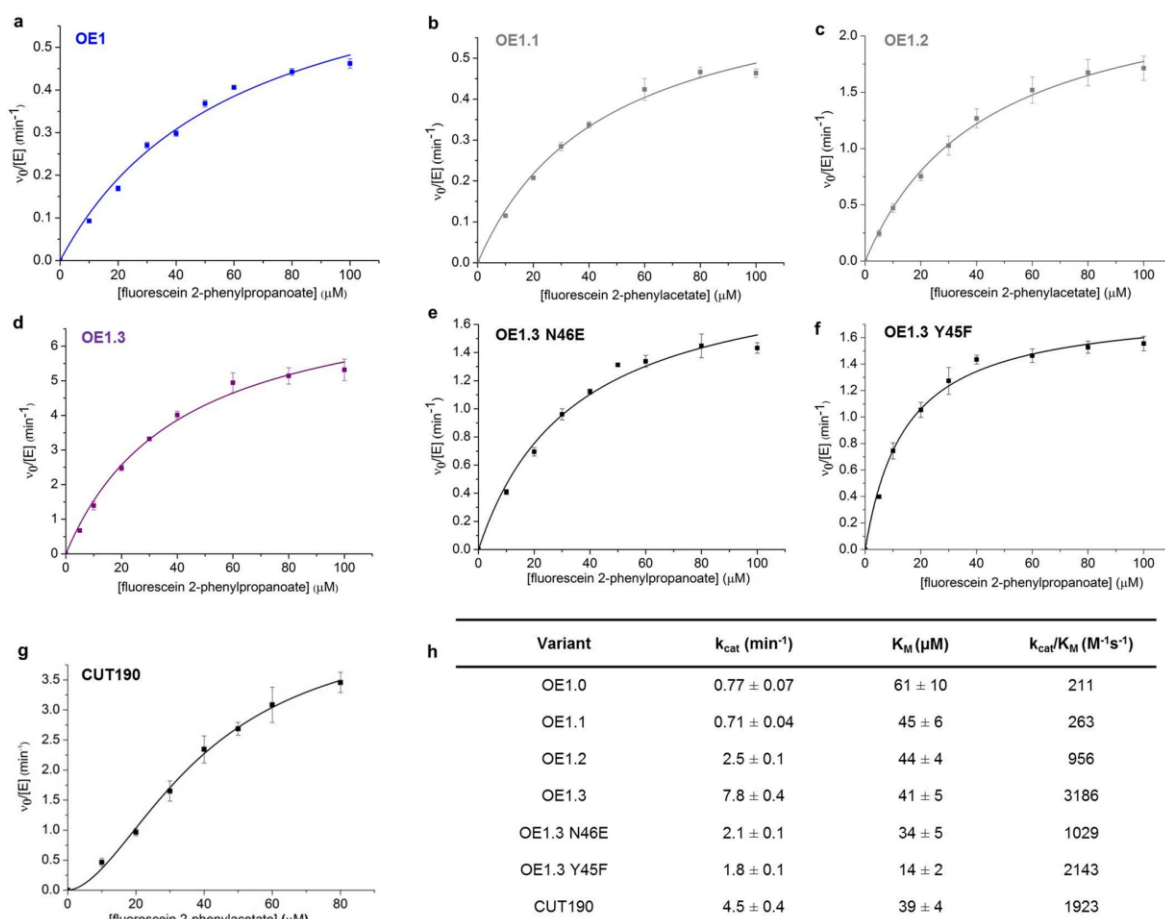 a
OE1
ν0/[E] (min-1)
0.5
0.4
0.3
0.2
0.1
0.0
20 40 60 80 100
[fluorescein 2-phenylpropanoate] (μM)
b
OE1.1
ν0/[E] (min-1)
0.6
0.5
0.4
0.3
0.2
0.1
0.0
0 20 40 60 80 100
[fluorescein 2-phenylacetate] (μM)
c
OE1.2
ν0/[E] (min-1)
2.0
1.5
1.0
0.5
0.0
0 20 40 60 80 100
[fluorescein 2-phenylacetate] (μM)
d
OE1.3
ν0/[E] (min-1)
6
5
4
3
2
1
0
0 20 40 60 80 100
[fluorescein 2-phenylpropanoate] (μM)
e
OE1.3 N46E
ν0/[E] (min-1)
1.6
1.4
1.2
1.0
0.8
0.6
0.4
0.2
0.0
0 20 40 60 80 100
[fluorescein 2-phenylpropanoate] (μM)
f
OE1.3 Y45F
ν0/[E] (min-1)
1.6
1.4
1.2
1.0
0.8
0.6
0.4
0.2
0.0
0 20 40 60 80 100
[fluorescein 2-phenylpropanoate] (μM)
g
CUT190
ν0/[E] (min-1)
3.5
3.0
2.5
2.0
1.5
1.0
0.5
0.0
0 20 40 60 80
[fluorescein 2-phenylacetate] (μM)
h
Variant kcat (min-1) KM (μM) kcat/KM (M-1s-1)
OE1.0 0.77 ± 0.07 61 ± 10 211
OE1.1 0.71 ± 0.04 45 ± 6 263
OE1.2 2.5 ± 0.1 44 ± 4 956
OE1.3 7.8 ± 0.4 41 ± 5 3186
OE1.3 N46E 2.1 ± 0.1 34 ± 5 1029
OE1.3 Y45F 1.8 ± 0.1 14 ± 2 2143
CUT190 4.5 ± 0.4 39 ± 4 1923